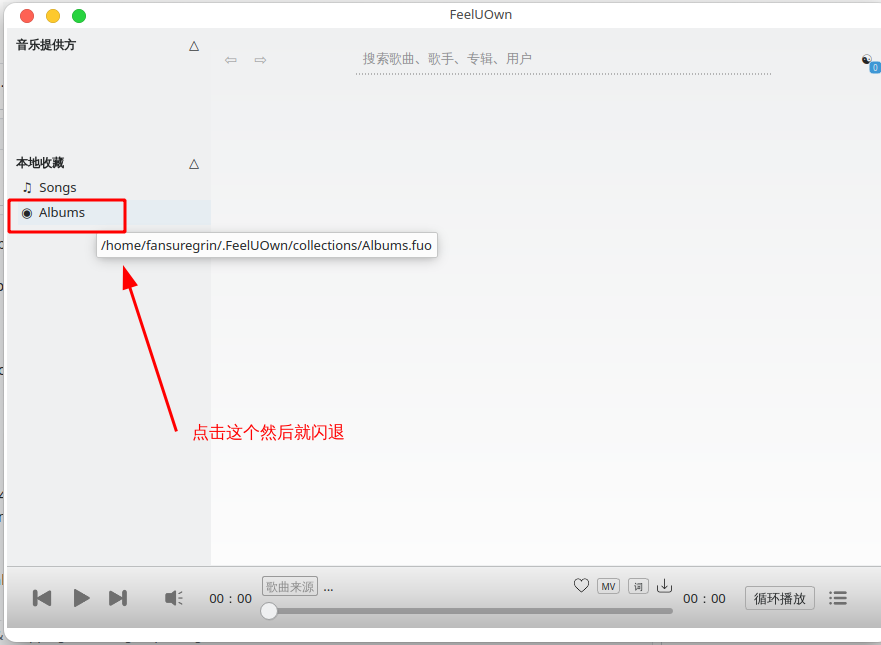 FeelUOwn
音乐提供方 △
搜索歌曲、歌手、专辑、用户
0
本地收藏 △
Songs
Albums
/home/fansuregrin/.FeelUOwn/collections/Albums.fuo
点击这个然后就闪退
00:00
歌曲来源 ...
MV
词
00:00
循环播放